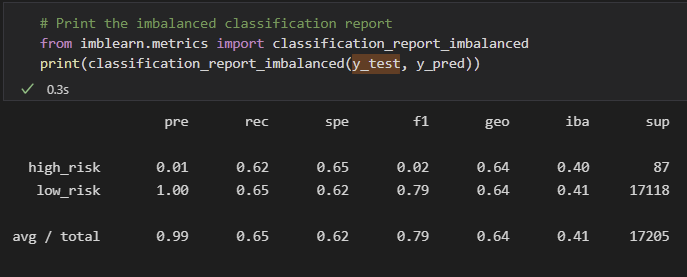 # Print the imbalanced classification report
from imblearn.metrics import classification_report_imbalanced
print(classification_report_imbalanced(y_test, y_pred))
0.3s
pre rec spe f1 geo iba sup
high_risk 0.01 0.62 0.65 0.02 0.64 0.40 87
low_risk 1.00 0.65 0.62 0.79 0.64 0.41 17118
avg / total 0.99 0.65 0.62 0.79 0.64 0.41 17205